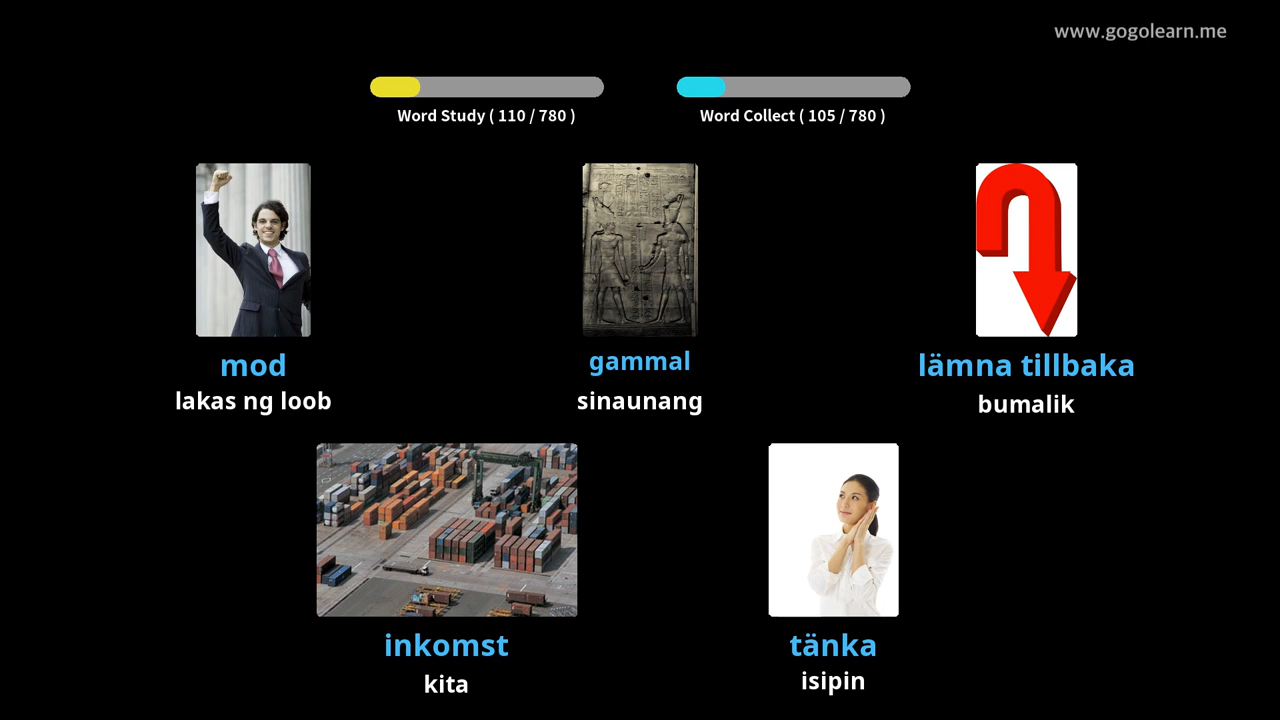 www.gogolearn.me
Word Study ( 110 / 780 )
Word Collect ( 105 / 780 )
mod
lakas ng loob
gammal
sinaunang
lämna tillbaka
bumalik
inkomst
kita
tänka
isipin